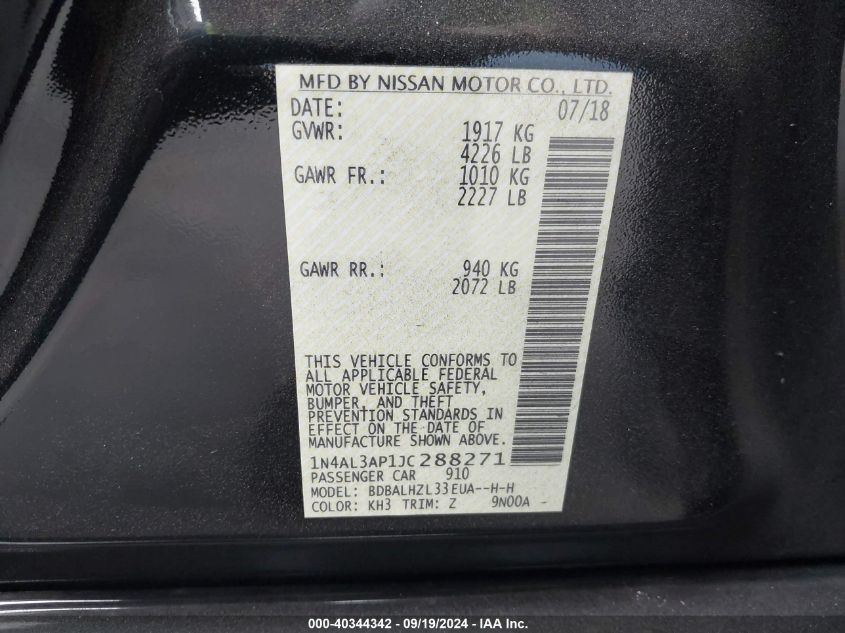 MFD BY NISSAN MOTOR CO., LTD.
DATE: 07/18
GVWR: 1917 KG
4226 LB
GAWR FR.: 1010 KG
2227 LB
GAWR RR.: 940 KG
2072 LB
THIS VEHICLE CONFORMS TO
ALL APPLICABLE FEDERAL
MOTOR VEHICLE SAFETY,
BUMPER, AND THEFT
PREVENTION STANDARDS IN
EFFECT ON THE DATE OF
MANUFACTURE SHOWN ABOVE.
1N4AL3AP1JC288271
PASSENGER CAR 910
MODEL: BDBALHZL33EUA--H-H
COLOR: KH3 TRIM: Z 9N00A -
000-40344342 - 09/19/2024 - IAA Inc.